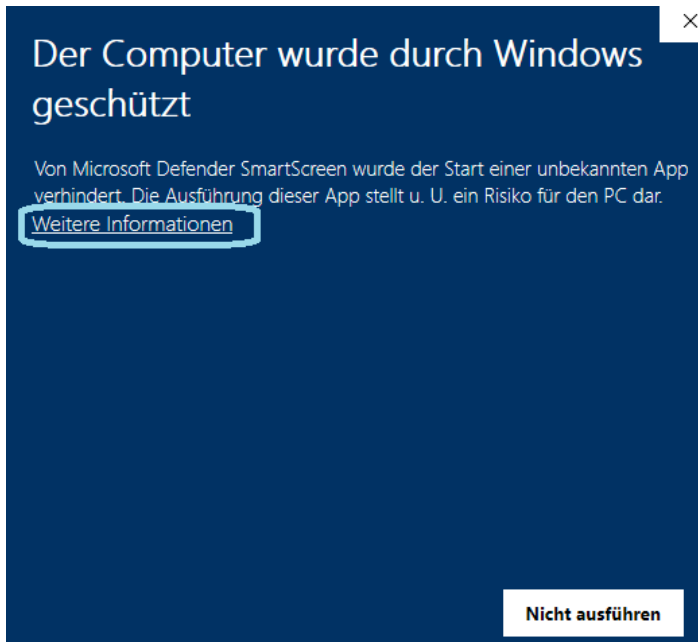 Der Computer wurde durch Windows
geschützt
Von Microsoft Defender SmartScreen wurde der Start einer unbekannten App
verhindert. Die Ausführung dieser App stellt u. U. ein Risiko für den PC dar.
Weitere Informationen
Nicht ausführen